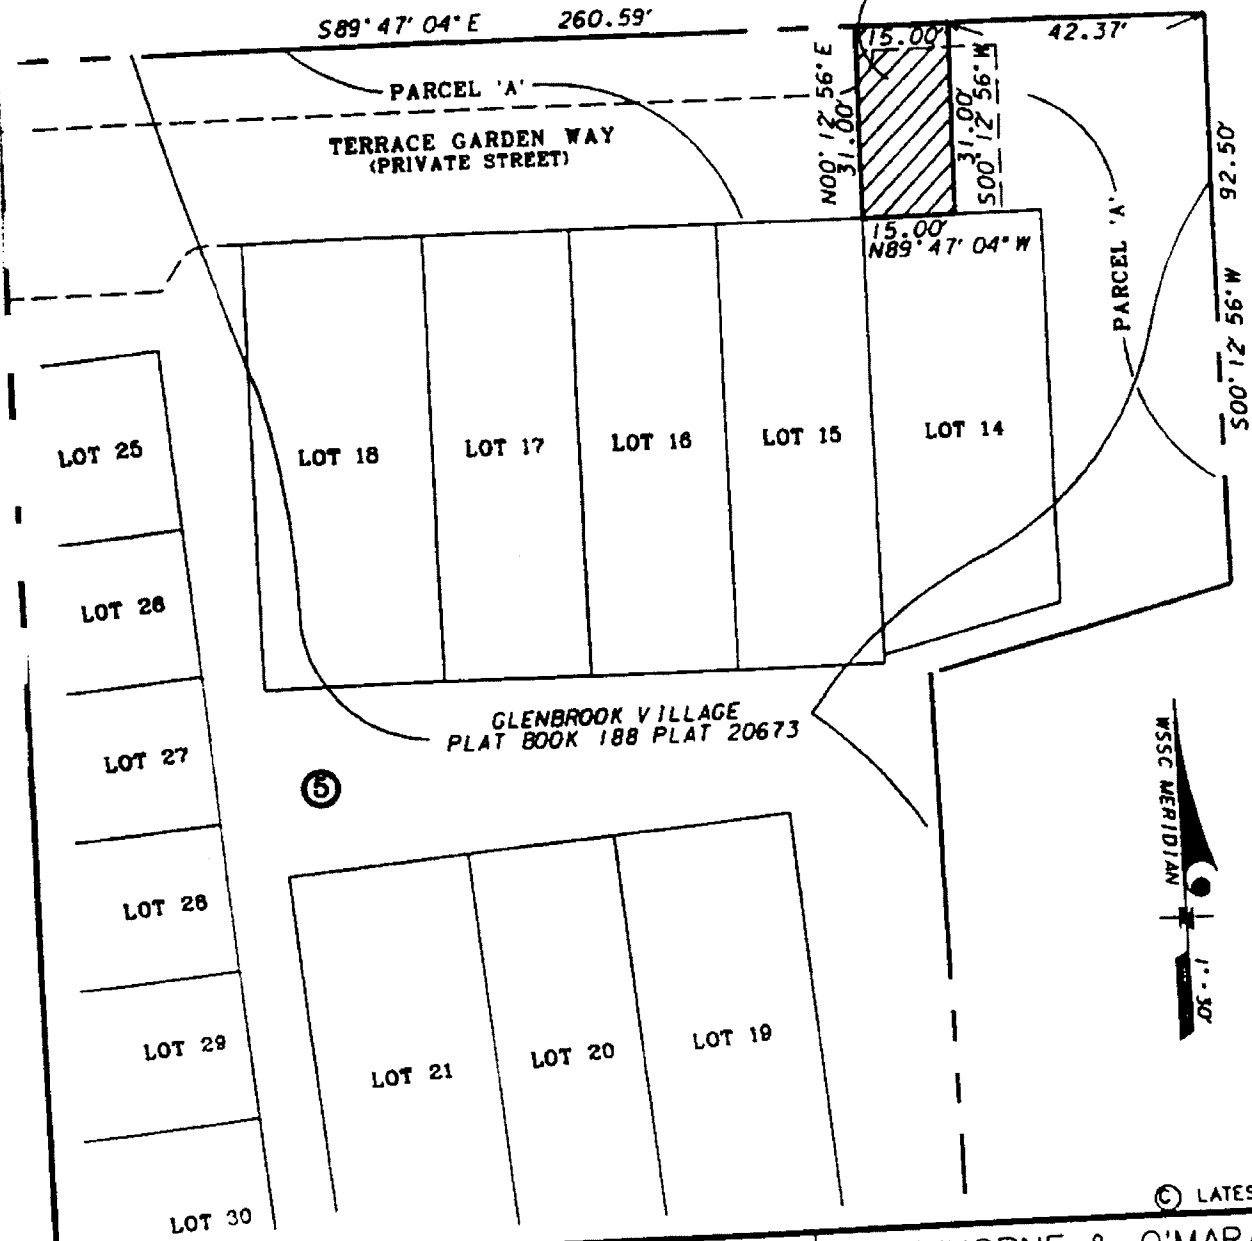 S89°47'04"E 260.59'
15.00'
42.37'
PARCEL 'A'
TERRACE GARDEN WAY
(PRIVATE STREET)
N00°12'56"E
31.00'
31.00'
S00°12'56"W
15.00'
N89°47'04"W
PARCEL 'A'
92.50'
S00°12'56"W
LOT 25
LOT 18
LOT 17
LOT 16
LOT 15
LOT 14
LOT 26
GLENBROOK VILLAGE
PLAT BOOK 188 PLAT 20673
LOT 27
5
WSSC MERIDIAN
1"=30'
LOT 28
LOT 29
LOT 21
LOT 20
LOT 19
LOT 30
© LATES
& O'MAR